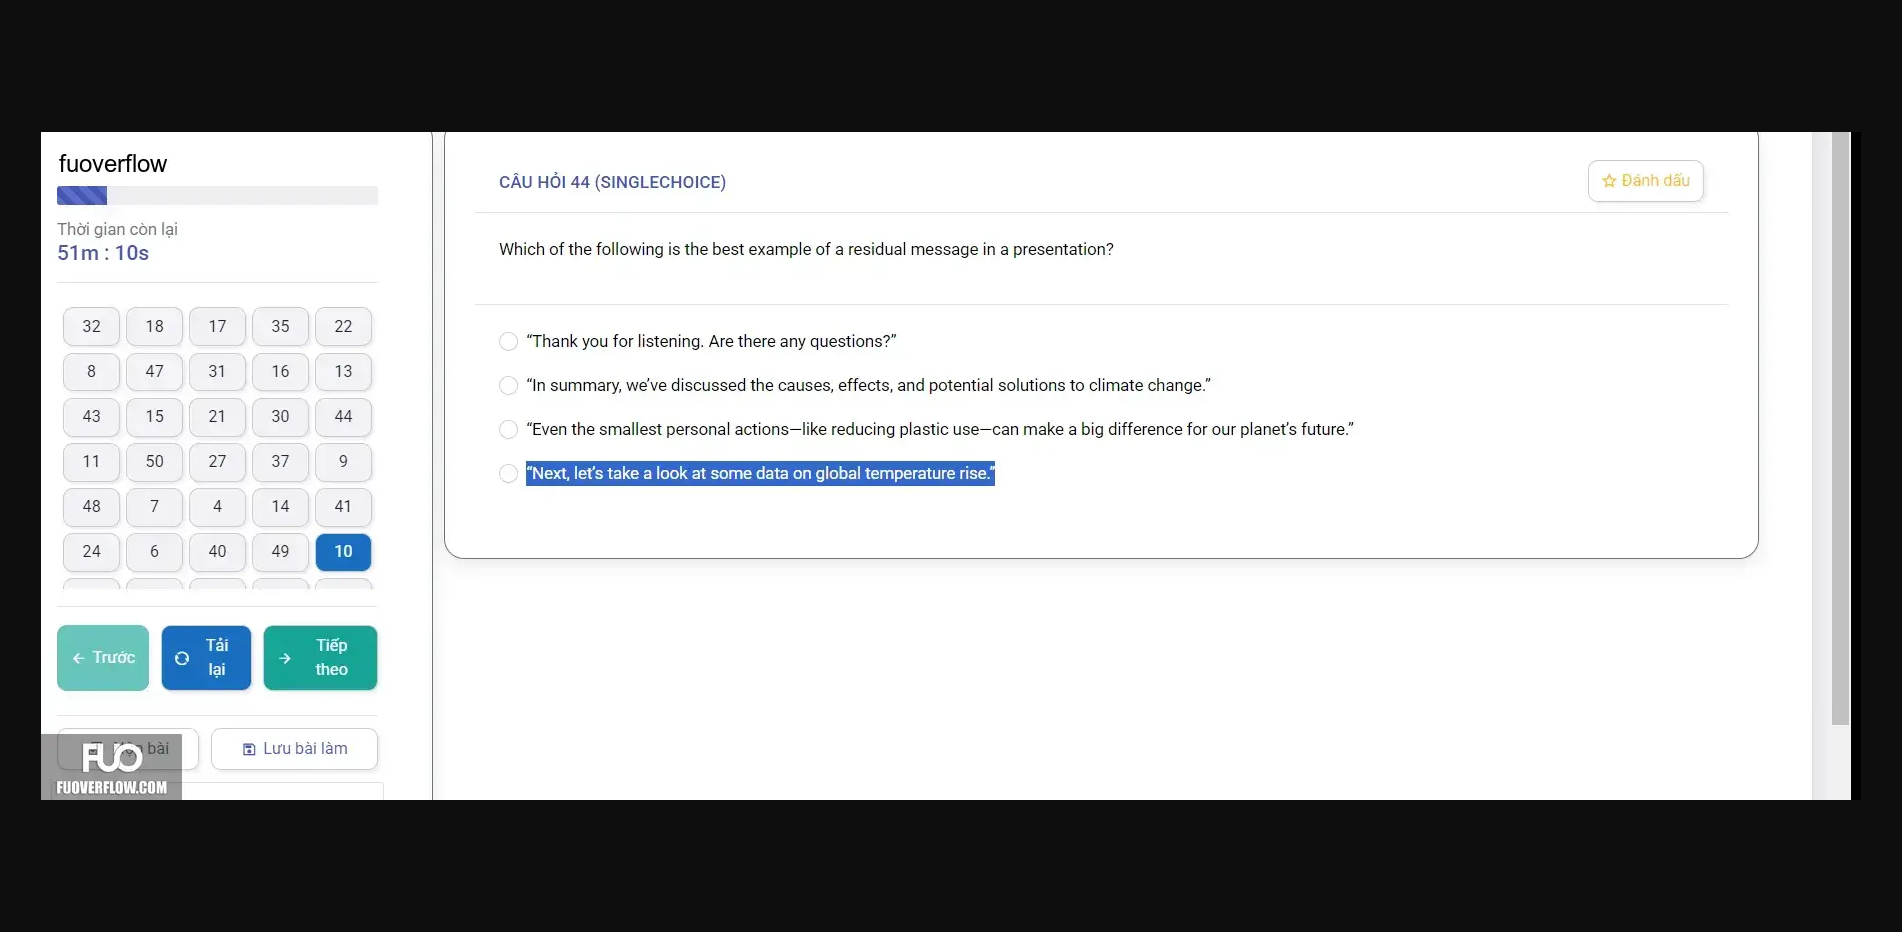 fuoverflow
Thời gian còn lại
51m : 10s
32 18 17 35 22
8 47 31 16 13
43 15 21 30 44
11 50 27 37 9
48 7 4 14 41
24 6 40 49 10
Trước
Tải lại
Tiếp theo
bài
Lưu bài làm
FUO
FUOVERFLOW.COM
CÂU HỎI 44 (SINGLECHOICE)
Đánh dấu
Which of the following is the best example of a residual message in a presentation?
“Thank you for listening. Are there any questions?”
“In summary, we’ve discussed the causes, effects, and potential solutions to climate change.”
“Even the smallest personal actions—like reducing plastic use—can make a big difference for our planet’s future.”
“Next, let’s take a look at some data on global temperature rise.”